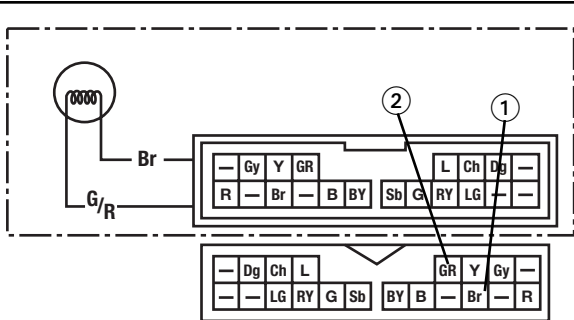 ② ①
Br
G/R
— Gy Y GR L Ch Dg —
R — Br — B BY Sb G RY LG — —
— Dg Ch L GR Y Gy —
— — LG RY G Sb BY B — Br — R